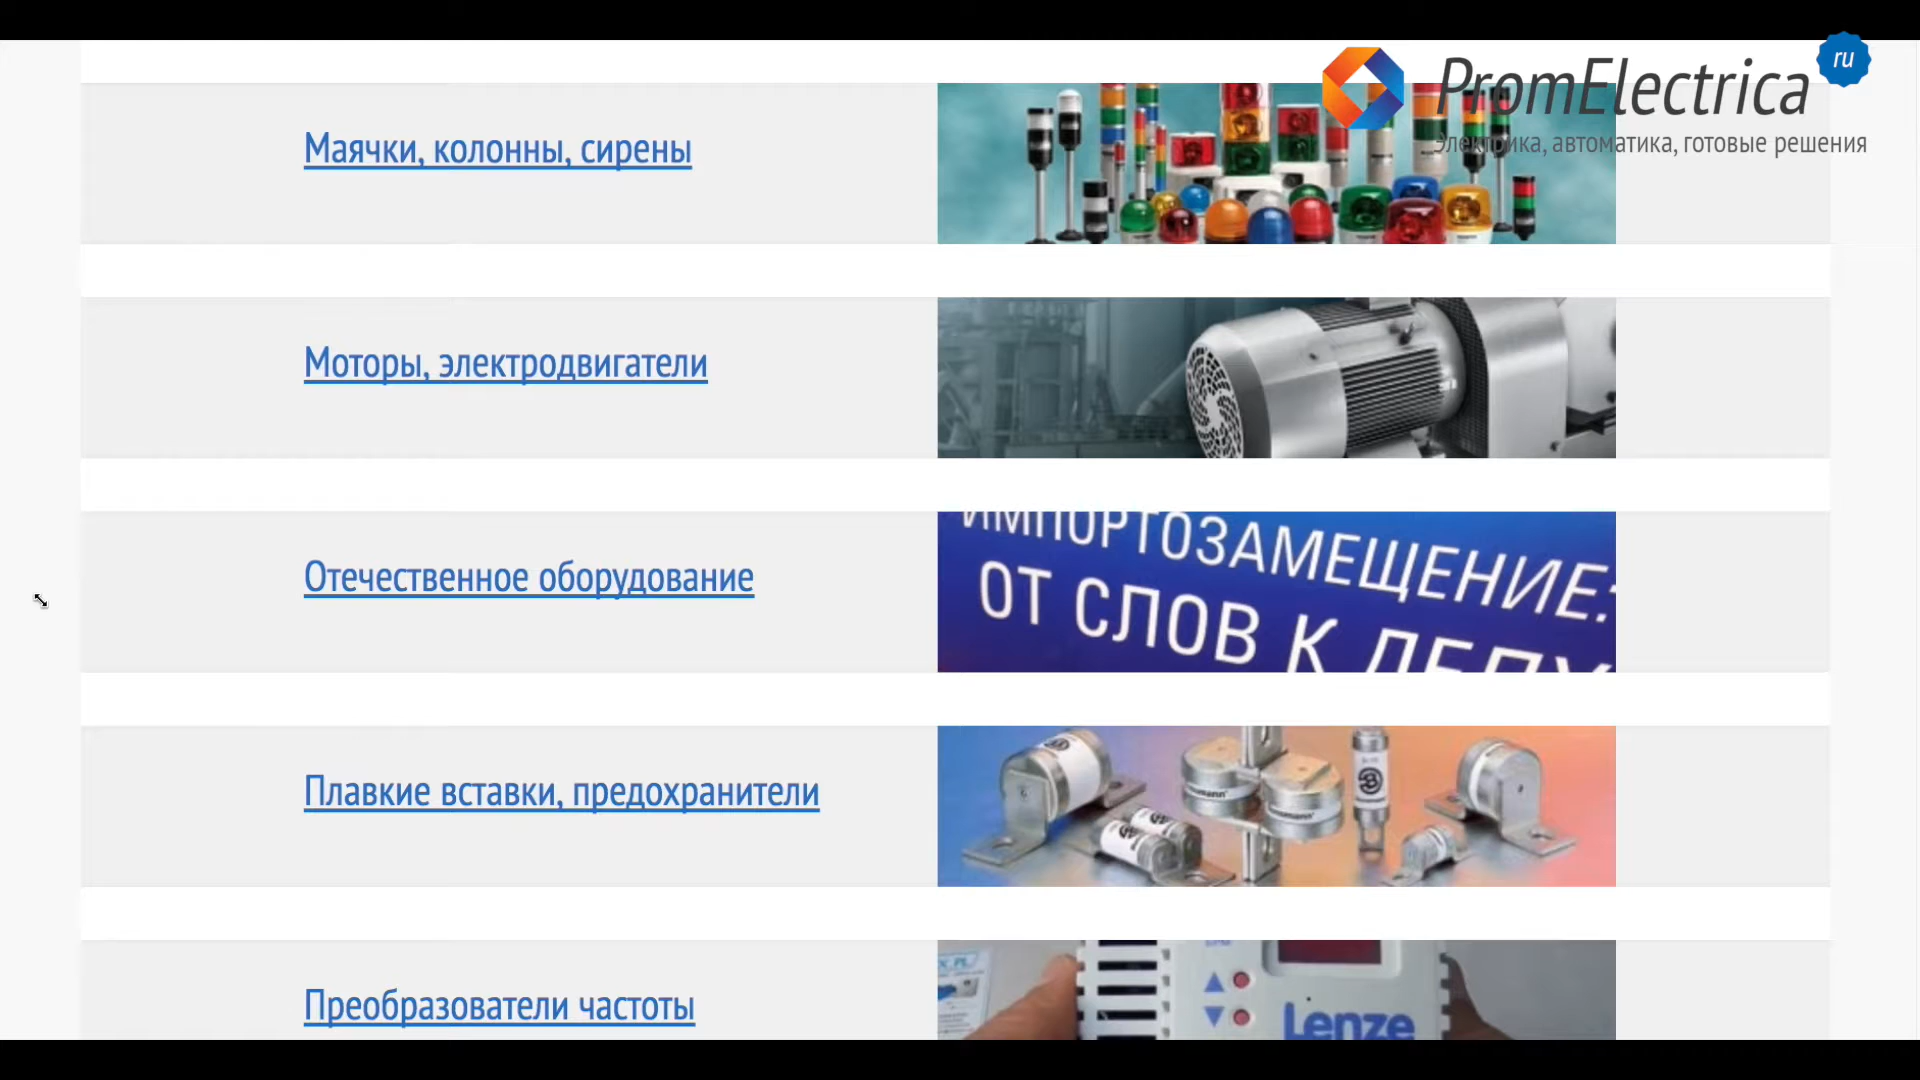 PromElectrica
ru
Электрика, автоматика, готовые решения
Маячки, колонны, сирены
Моторы, электродвигатели
Отечественное оборудование
ИМПОРТОЗАМЕЩЕНИЕ:
ОТ СЛОВ К
Плавкие вставки, предохранители
Преобразователи частоты
Lenze